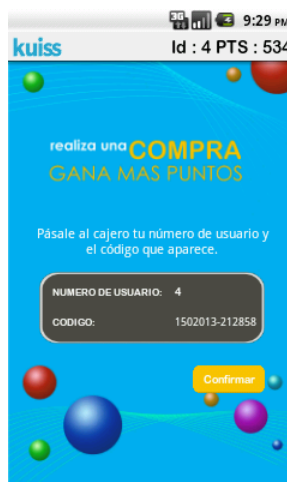 3G 9:29 PM
kuiss Id : 4 PTS : 534
realiza una COMPRA
GANA MAS PUNTOS
Pásale al cajero tu número de usuario y
el código que aparece.
NUMERO DE USUARIO: 4
CODIGO: 1502013-212858
Confirmar